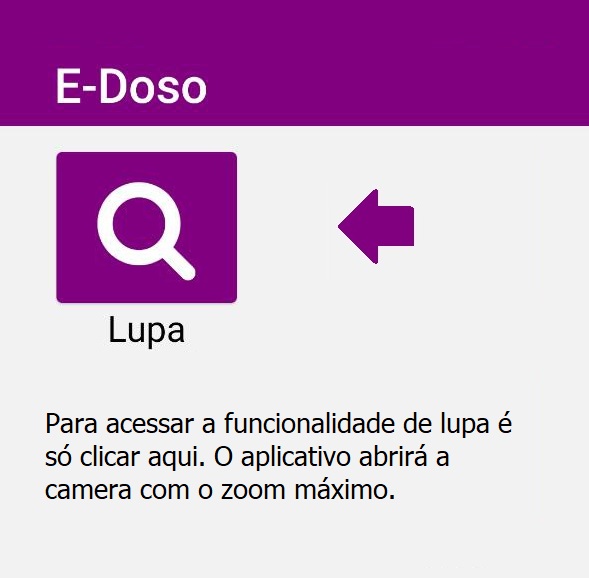 E-Doso
Lupa
Para acessar a funcionalidade de lupa é
só clicar aqui. O aplicativo abrirá a
camera com o zoom máximo.